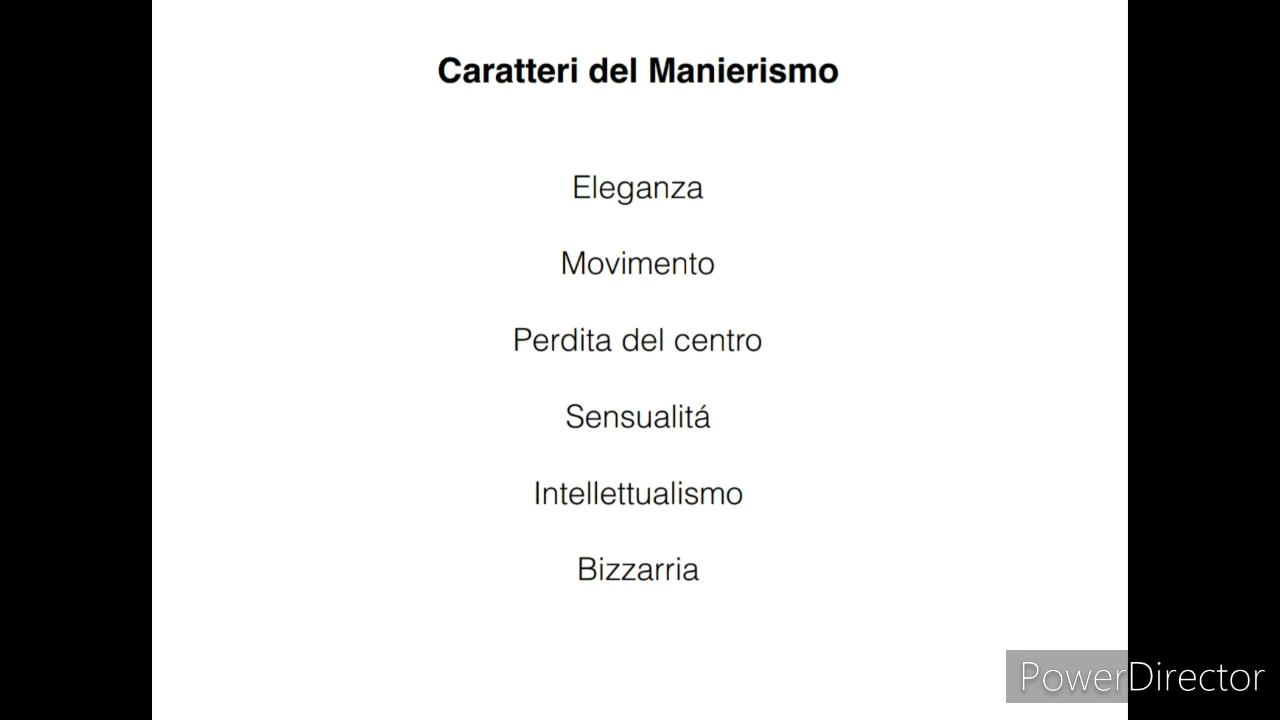 Caratteri del Manierismo
Eleganza
Movimento
Perdita del centro
Sensualitá
Intellettualismo
Bizzarria
PowerDirector